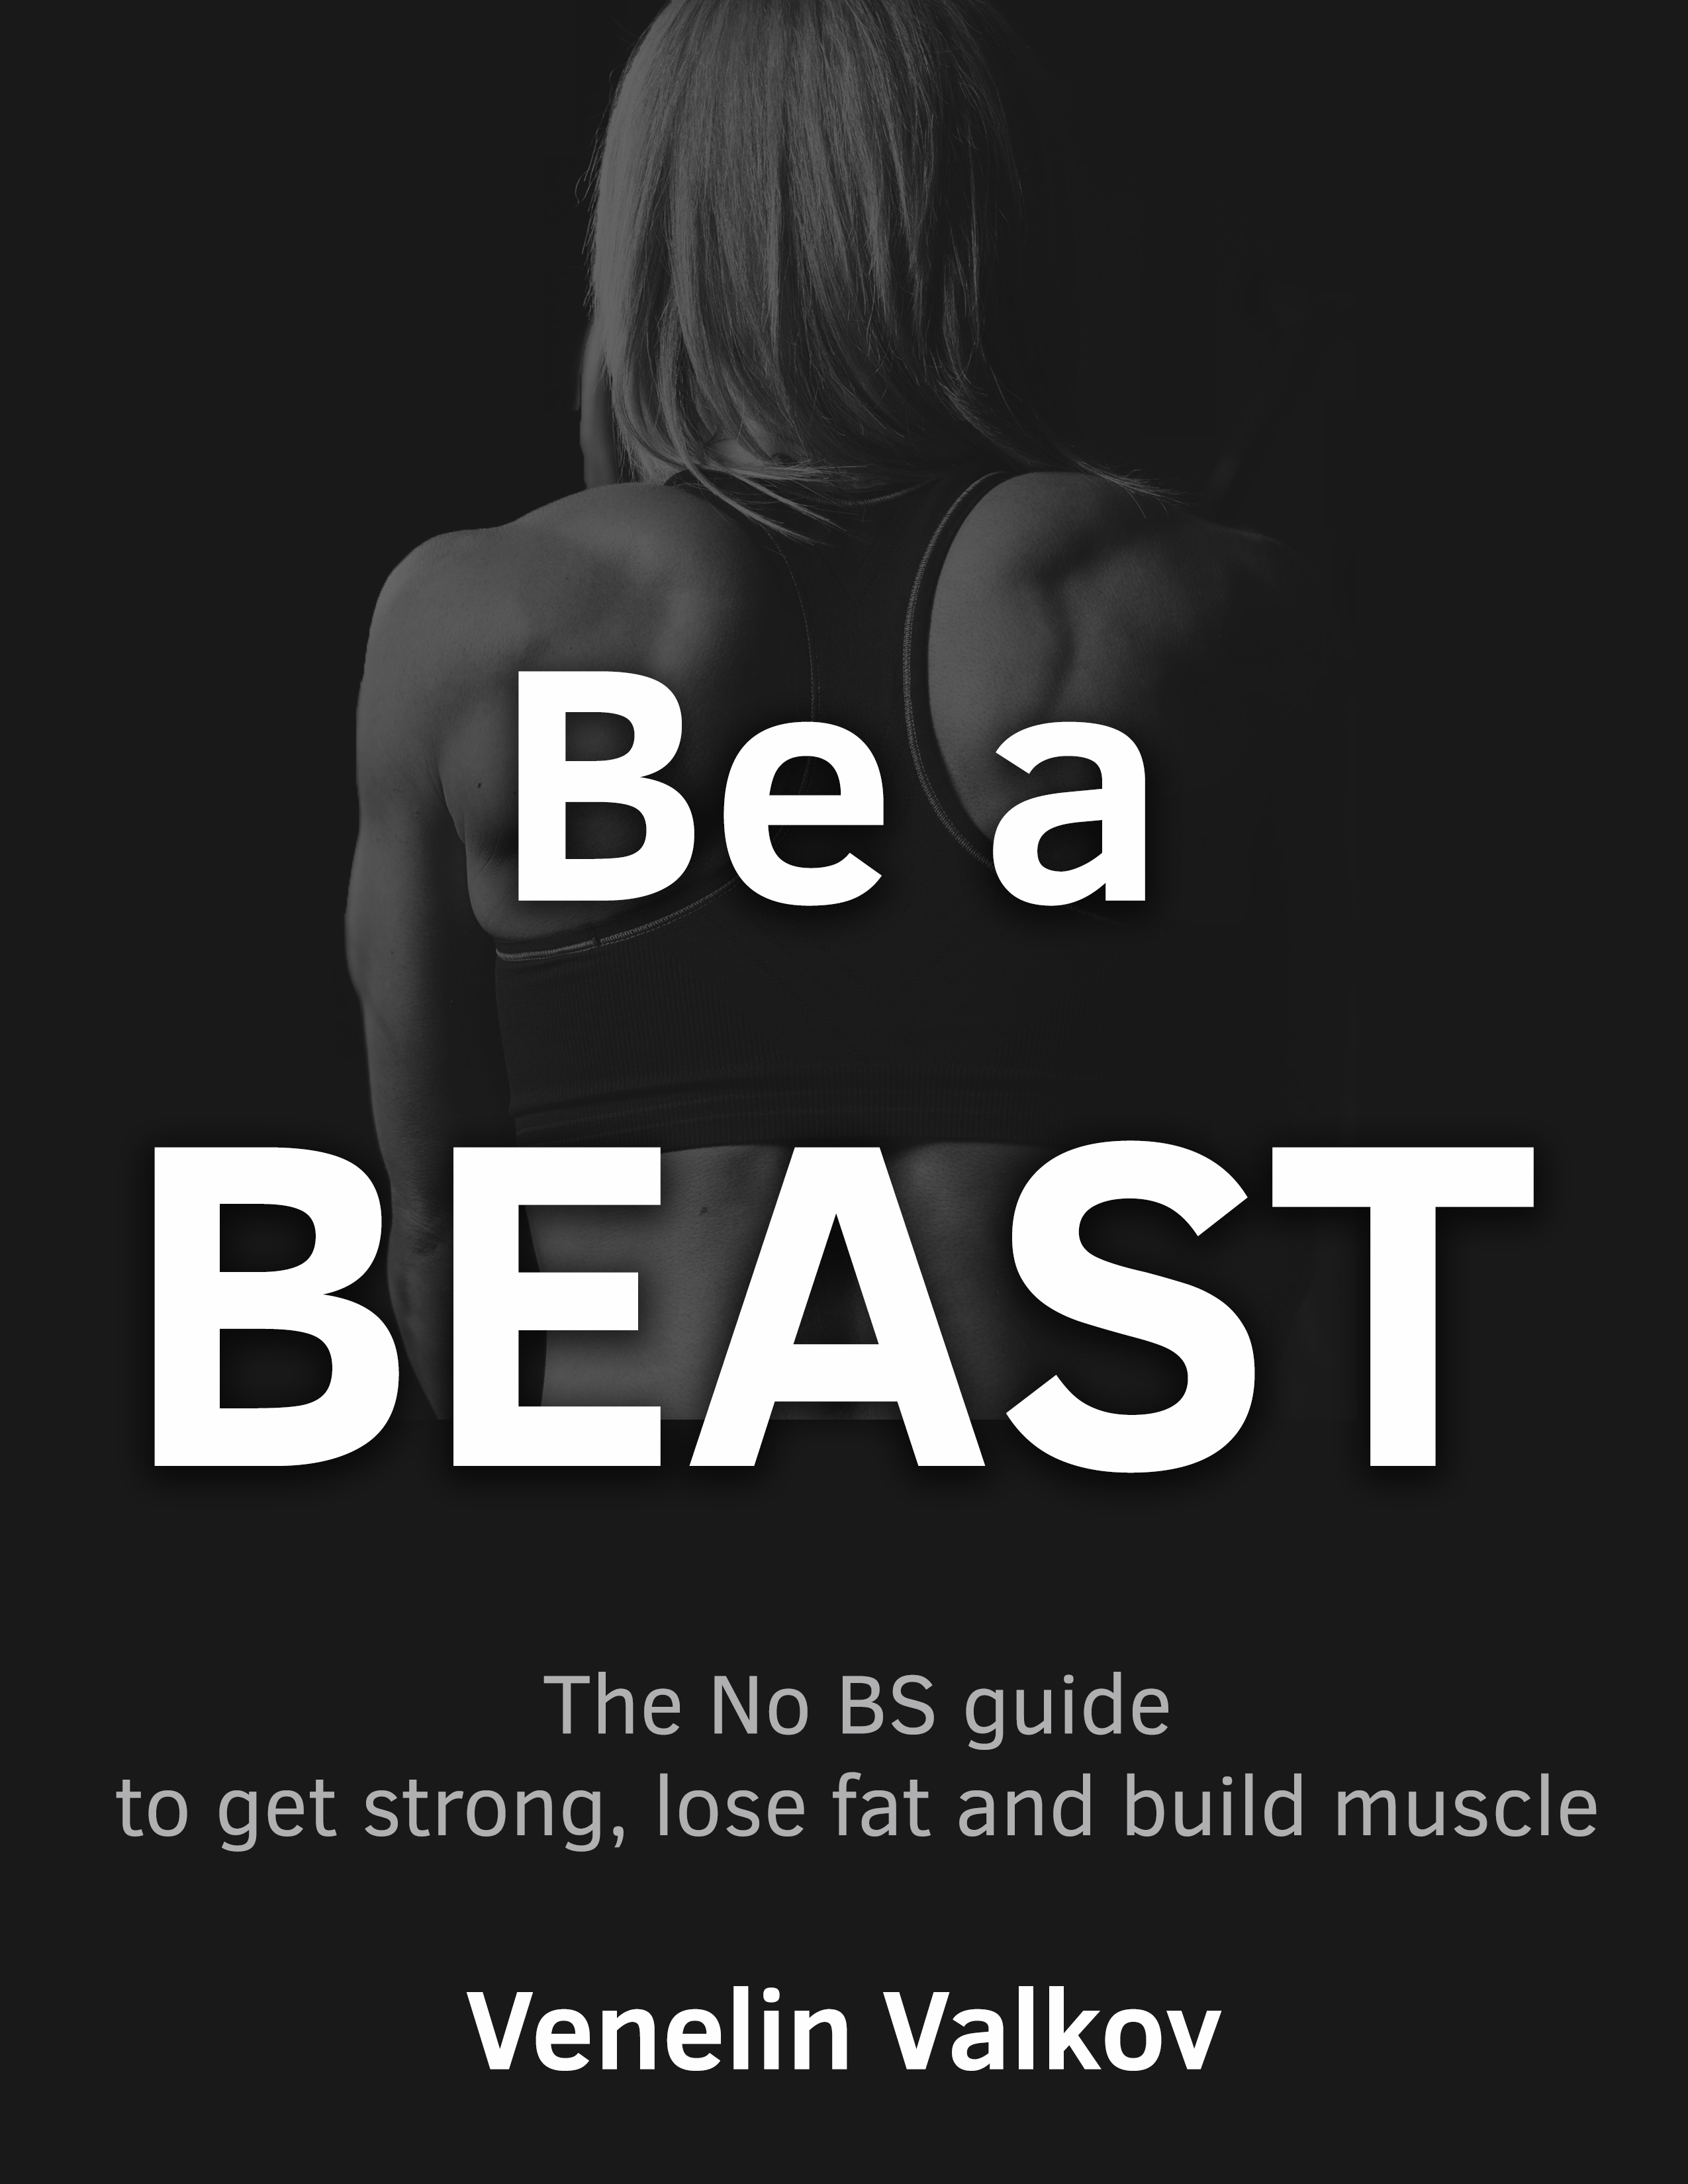 Be a
BEAST
The No BS guide
to get strong, lose fat and build muscle
Venelin Valkov